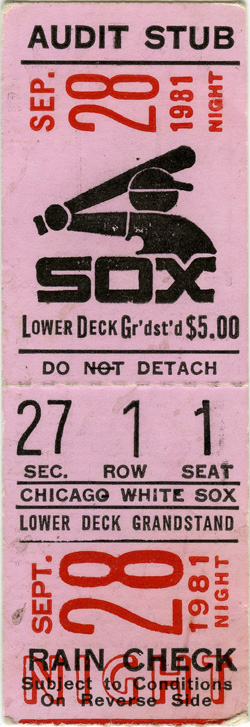 AUDIT STUB
SEP. 28 1981 NIGHT
SOX
LOWER DECK Gr'dst'd $5.00
DO NOT DETACH
27 1 1
SEC. ROW SEAT
CHICAGO WHITE SOX
LOWER DECK GRANDSTAND
SEPT. 28 1981 NIGHT
NIGHT
RAIN CHECK
Subject to Conditions
On Reverse Side